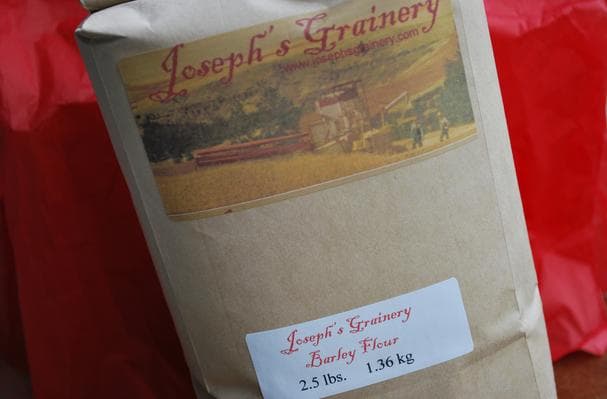 Joseph's Grainery
www.josephsgrainery.com
Joseph's Grainery
Barley Flour
2.5 lbs. 1.36 kg